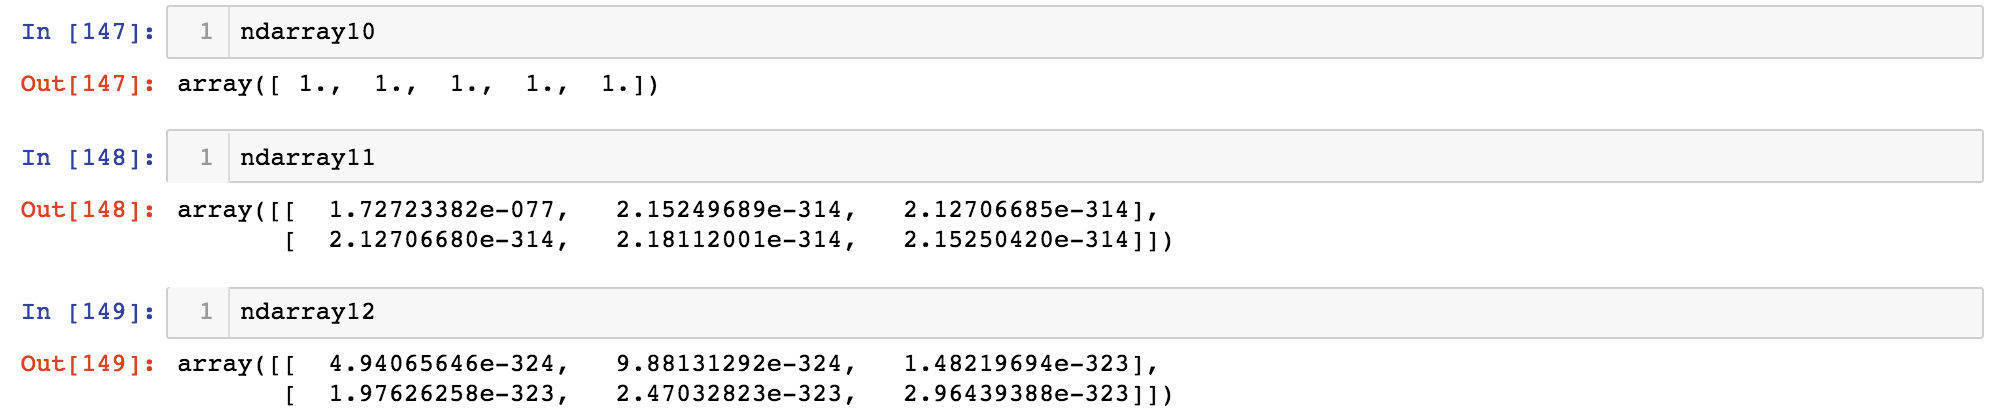 In [147]: 1 ndarray10
Out[147]: array([ 1.,  1.,  1.,  1.,  1.])
In [148]: 1 ndarray11
Out[148]: array([[  1.72723382e-077,   2.15249689e-314,   2.12706685e-314],
       [  2.12706680e-314,   2.18112001e-314,   2.15250420e-314]])
In [149]: 1 ndarray12
Out[149]: array([[  4.94065646e-324,   9.88131292e-324,   1.48219694e-323],
       [  1.97626258e-323,   2.47032823e-323,   2.96439388e-323]])